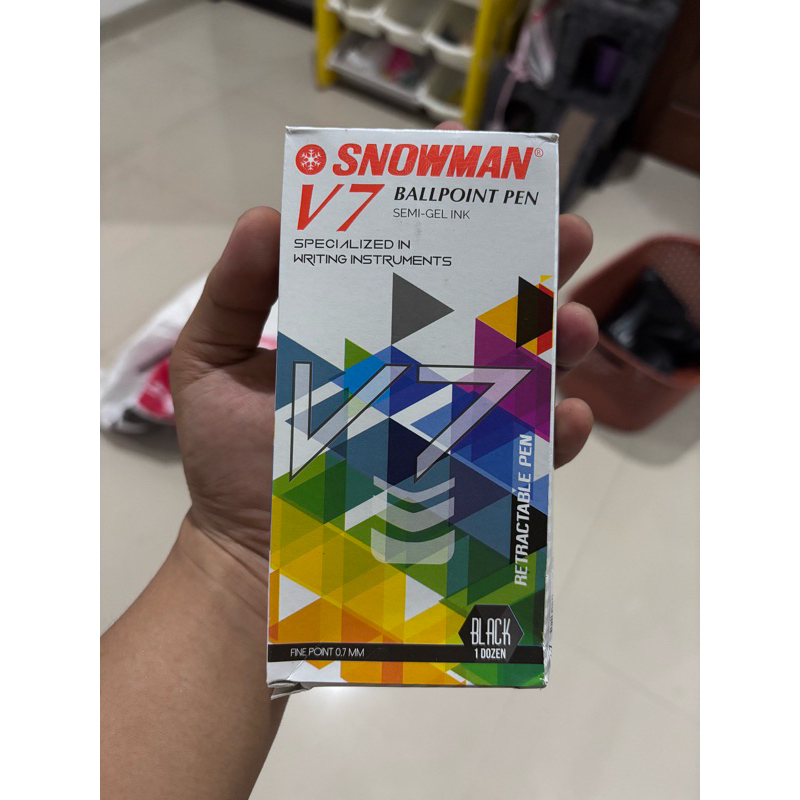 SNOWMAN®
V7 BALLPOINT PEN
SEMI-GEL INK
SPECIALIZED IN
WRITING INSTRUMENTS
V7
RETRACTABLE PEN
BLACK
1 DOZEN
FINE POINT 0.7 MM